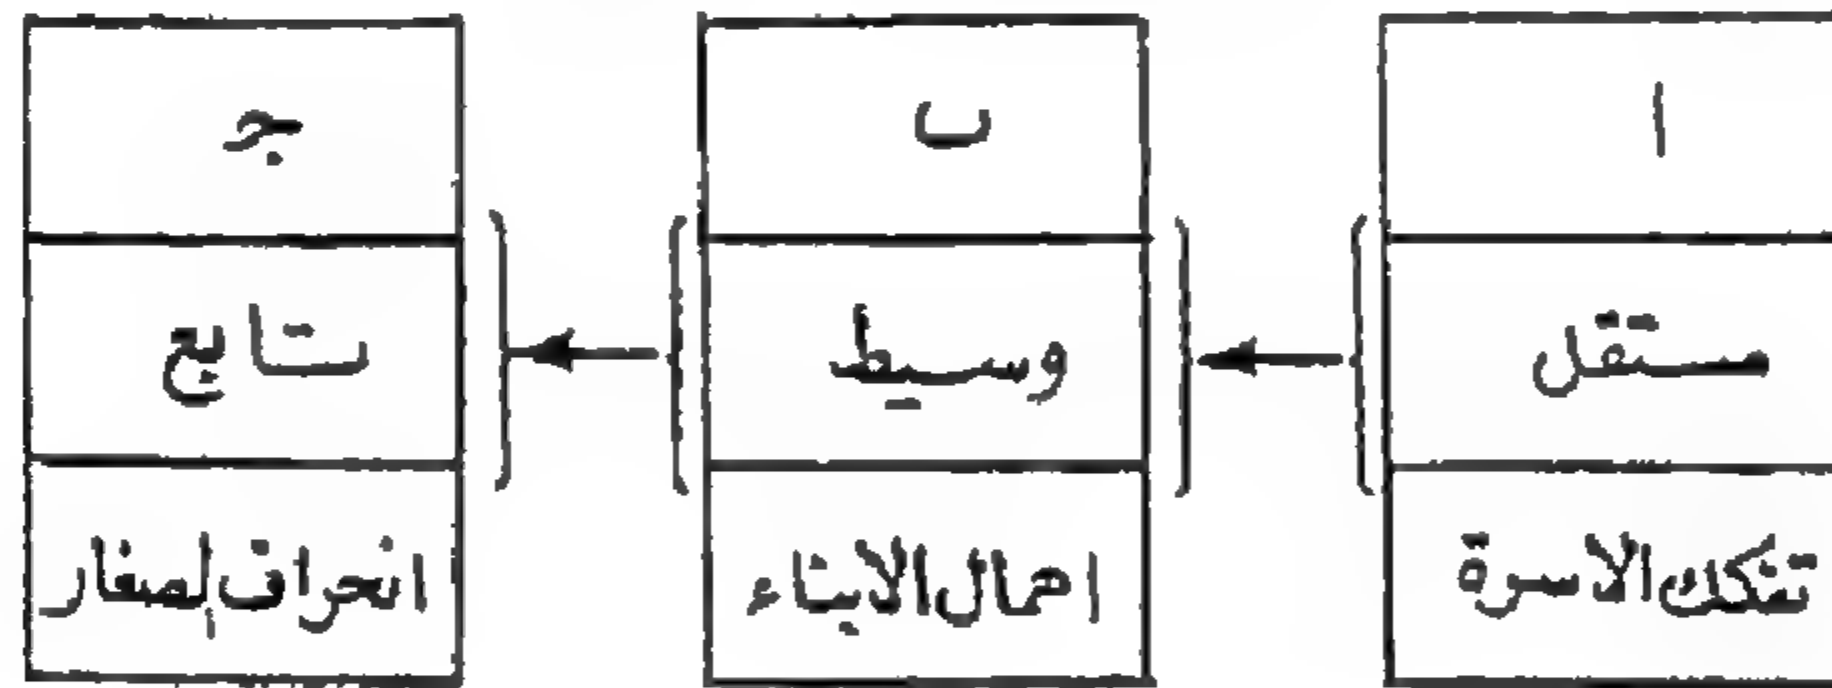 ا
مستقل
تفكك الاسرة
ب
وسيط
اهمال الابناء
جـ
تابع
انحراف الصغار